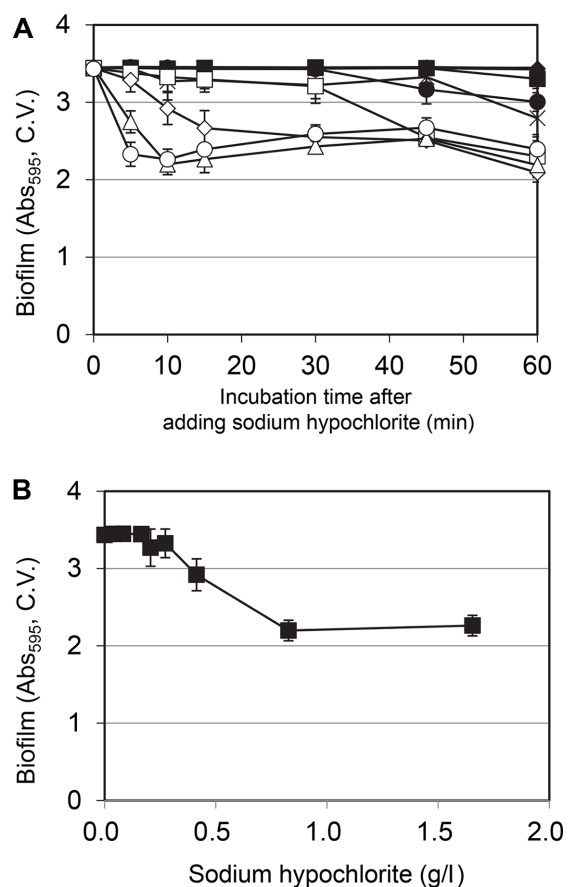 A
4
3
2
1
0
Biofilm (Abs595, C.V.)
0 10 20 30 40 50 60
Incubation time after
adding sodium hypochlorite (min)
B
4
3
2
1
0
Biofilm (Abs595, C.V.)
0.0 0.5 1.0 1.5 2.0
Sodium hypochlorite (g/l)